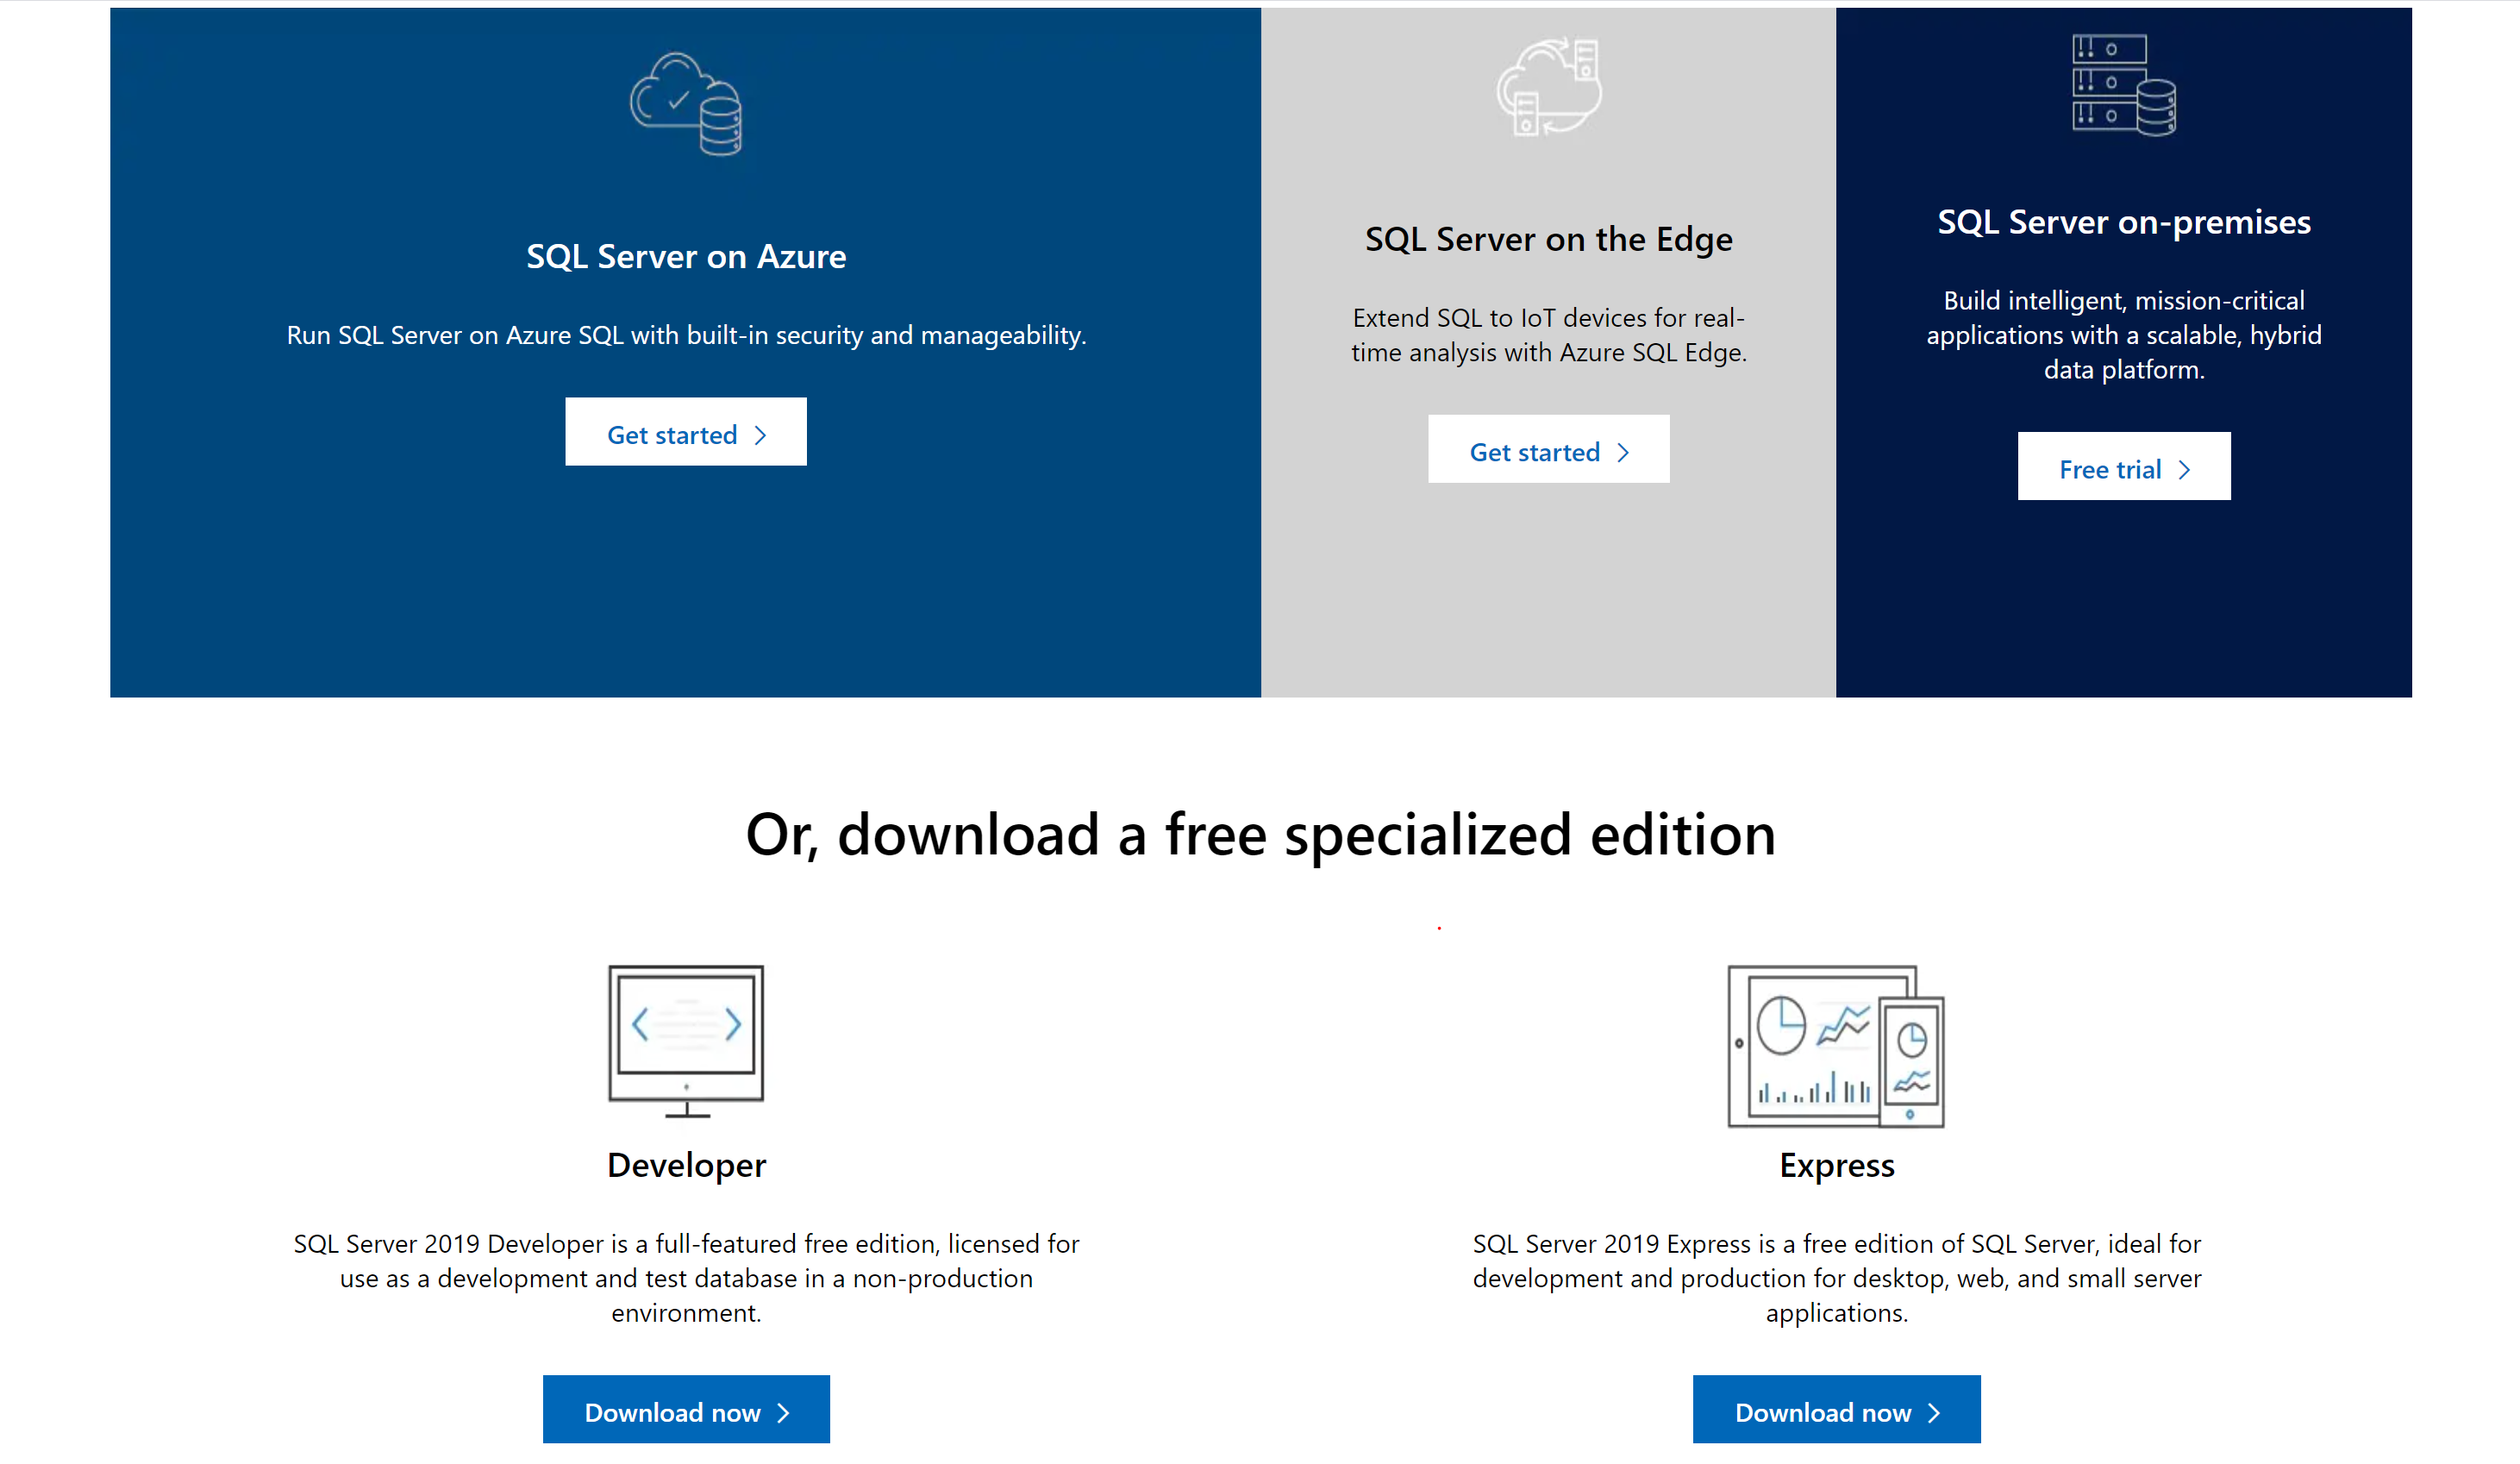 SQL Server on Azure
Run SQL Server on Azure SQL with built-in security and manageability.
Get started
SQL Server on the Edge
Extend SQL to IoT devices for real-
time analysis with Azure SQL Edge.
Get started
SQL Server on-premises
Build intelligent, mission-critical
applications with a scalable, hybrid
data platform.
Free trial
Or, download a free specialized edition
Developer
SQL Server 2019 Developer is a full-featured free edition, licensed for
use as a development and test database in a non-production
environment.
Download now
Express
SQL Server 2019 Express is a free edition of SQL Server, ideal for
development and production for desktop, web, and small server
applications.
Download now